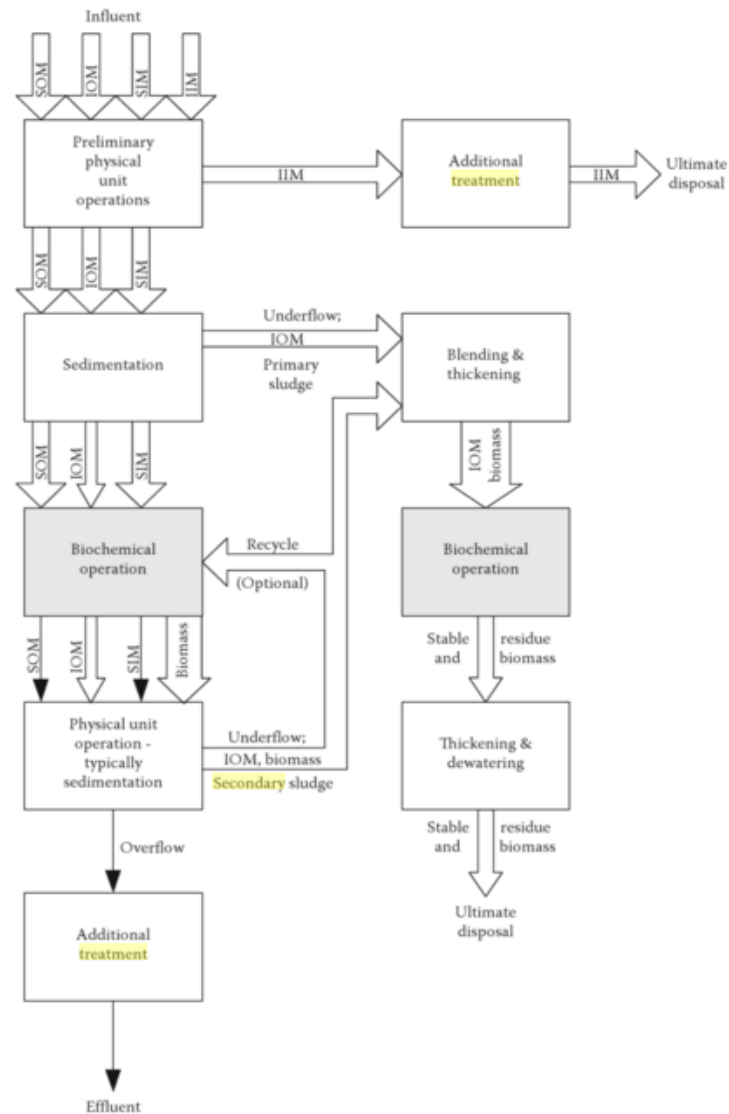 Influent
SOM
IOM
SIM
IIM
Preliminary
physical
unit
operations
IIM
Additional
treatment
IIM
Ultimate
disposal
SOM
IOM
SIM
Sedimentation
Underflow;
IOM
Primary
sludge
Blending &
thickening
SOM
IOM
SIM
IOM
biomass
Biochemical
operation
Recycle
(Optional)
Biochemical
operation
SOM
IOM
SIM
Biomass
Stable
and
residue
biomass
Physical unit
operation -
typically
sedimentation
Underflow;
IOM, biomass
Secondary sludge
Thickening &
dewatering
Overflow
Stable
and
residue
biomass
Additional
treatment
Ultimate
disposal
Effluent